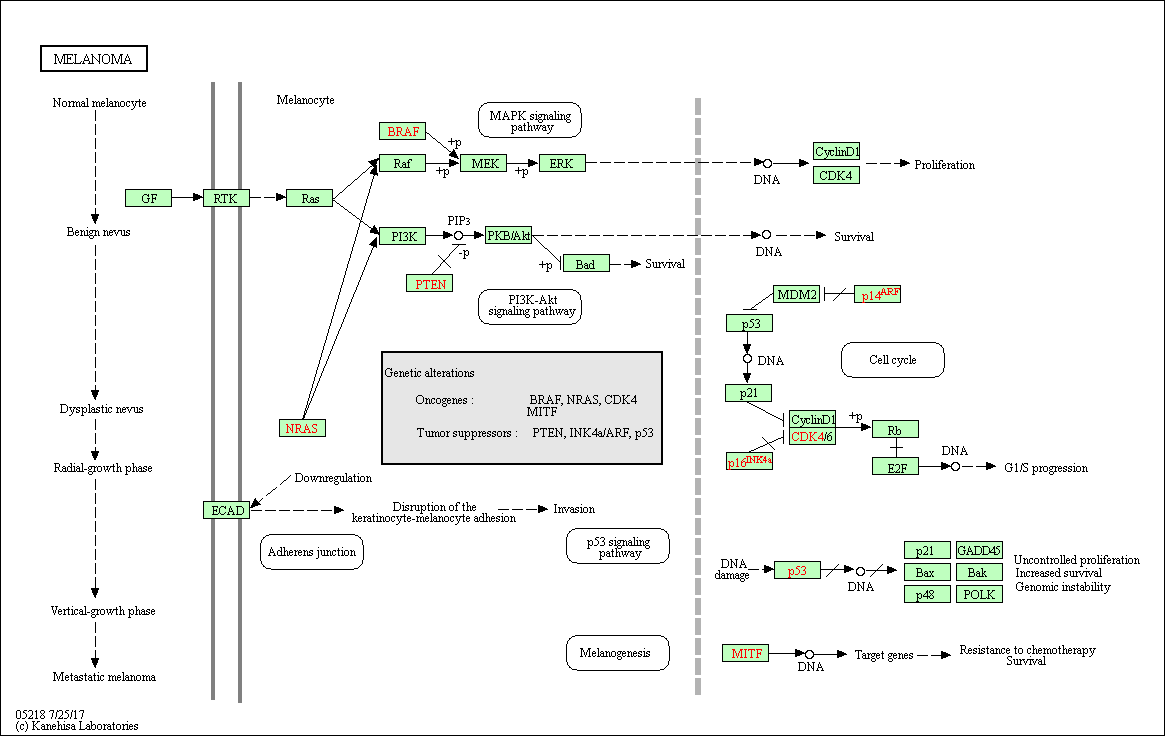 MELANOMA
Normal melanocyte
Benign nevus
Dysplastic nevus
Radial-growth phase
Vertical-growth phase
Metastatic melanoma
Melanocyte
GF
RTK
Ras
BRAF
+p
Raf
+p
MEK
+p
ERK
MAPK signaling
pathway
DNA
CyclinD1
CDK4
Proliferation
PI3K
PIP3
-p
PTEN
PKB/Akt
DNA
Survival
+p
Bad
Survival
PI3K-Akt
signaling pathway
NRAS
Genetic alterations
Oncogenes :
BRAF, NRAS, CDK4
MITF
Tumor suppressors :
PTEN, INK4a/ARF, p53
MDM2
p14ARF
p53
DNA
p21
Cell cycle
CyclinD1
CDK4/6
+p
Rb
p16INK4a
E2F
DNA
G1/S progression
Downregulation
ECAD
Disruption of the
keratinocyte-melanocyte adhesion
Invasion
Adherens junction
p53 signaling
pathway
DNA
damage
p53
DNA
p21
GADD45
Bax
Bak
p48
POLK
Uncontrolled proliferation
Increased survival
Genomic instability
Melanogenesis
MITF
DNA
Target genes
Resistance to chemotherapy
Survival
05218 7/25/17
(c) Kanehisa Laboratories